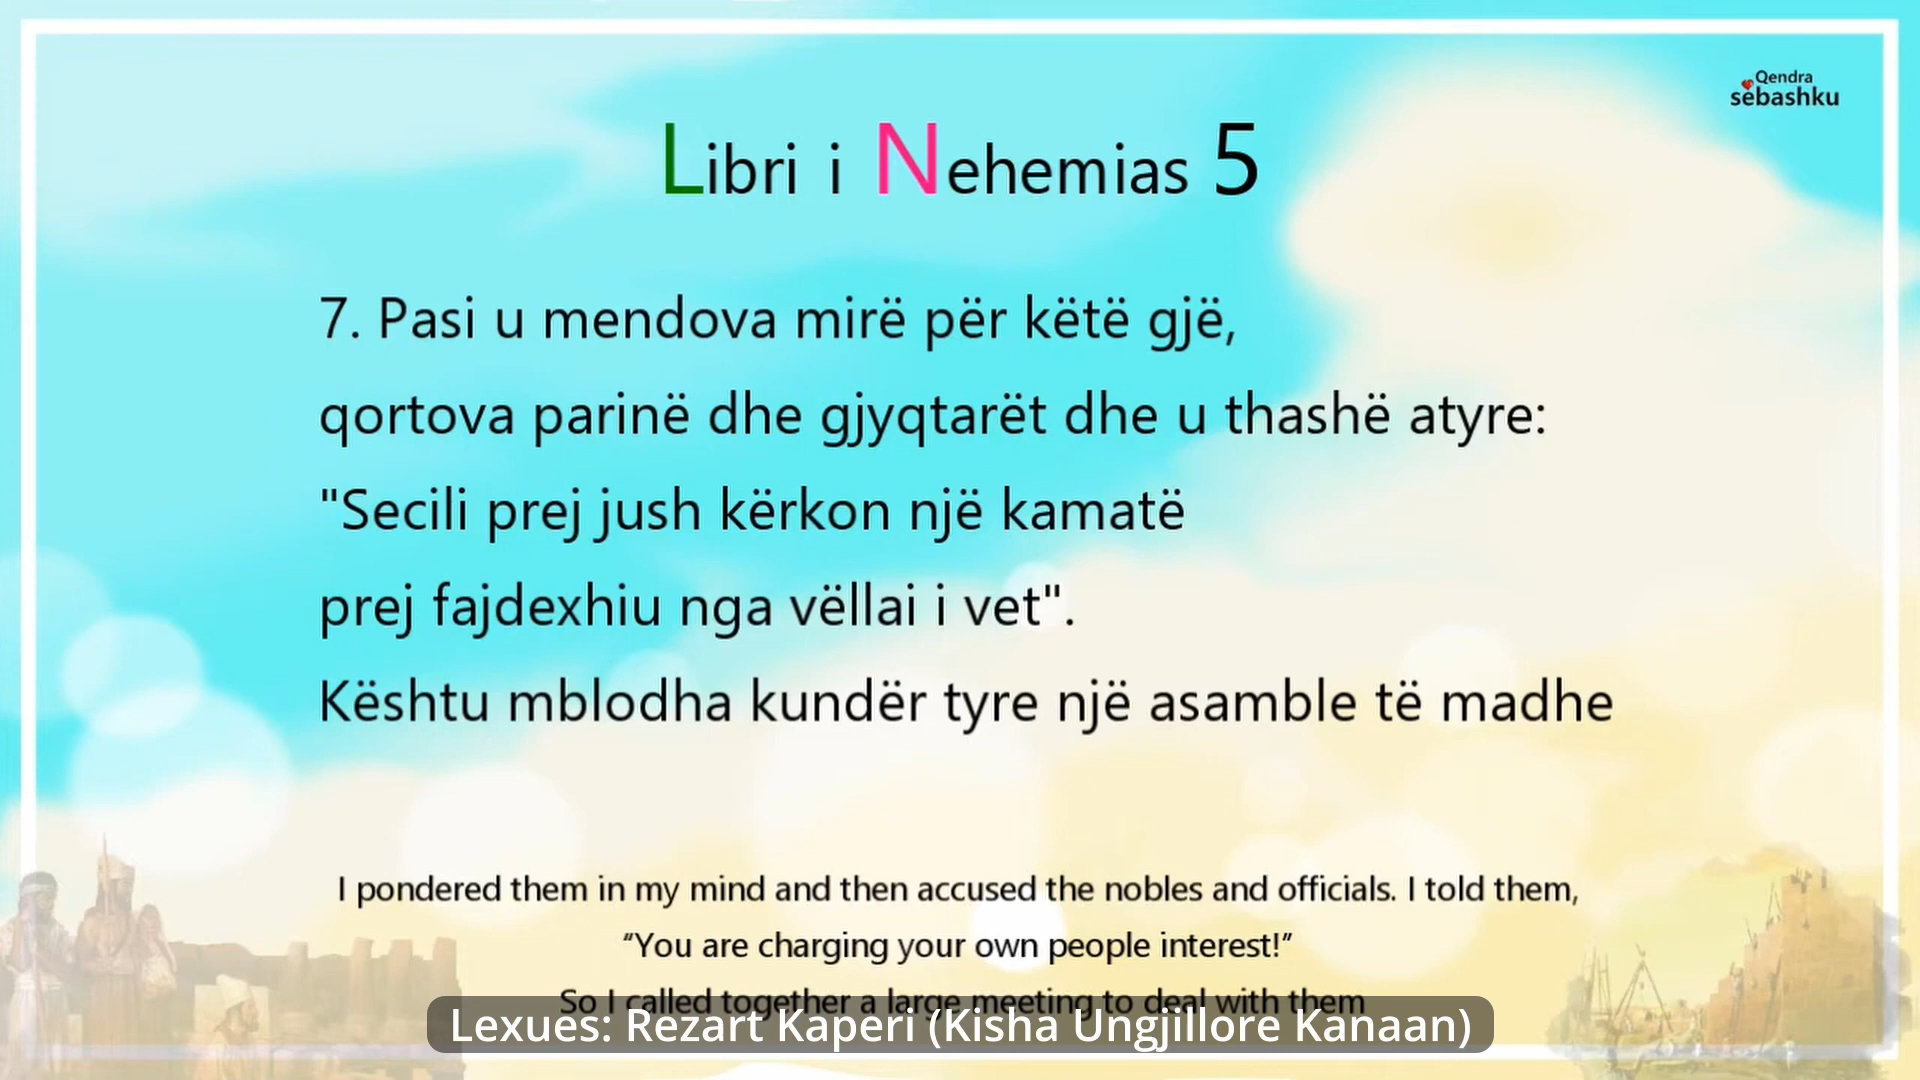 Qendra
sëbashku
Libri i Nehemias 5
7. Pasi u mendova mirë për këtë gjë,
qortova parinë dhe gjyqtarët dhe u thashë atyre:
"Secili prej jush kërkon një kamatë
prej fajdexhiu nga vëllai i vet".
Kështu mblodha kundër tyre një asamble të madhe
I pondered them in my mind and then accused the nobles and officials. I told them,
“You are charging your own people interest!”
So I called together a large meeting to deal with them
Lexues: Rezart Kaperi (Kisha Ungjillore Kanaan)